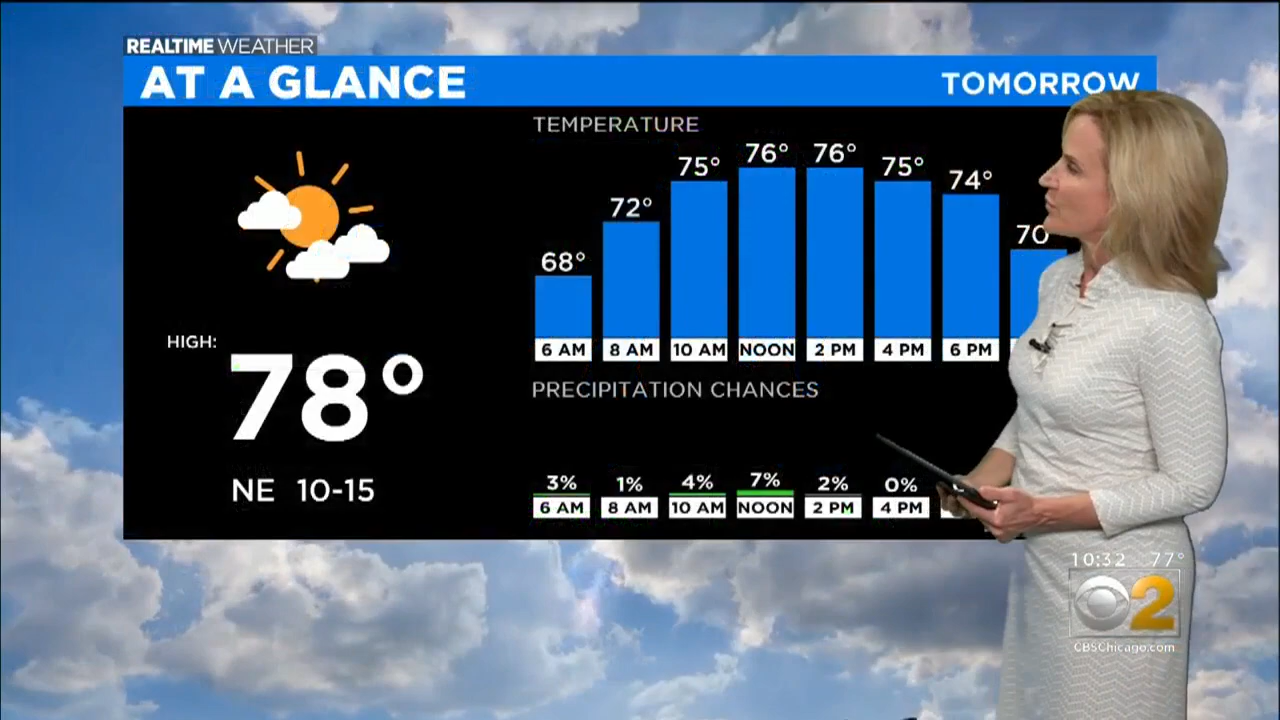 REALTIME WEATHER
AT A GLANCE
TOMORROW
TEMPERATURE
68° 72° 75° 76° 76° 75° 74° 70
6 AM 8 AM 10 AM NOON 2 PM 4 PM 6 PM
HIGH:
78°
NE 10-15
PRECIPITATION CHANCES
3% 1% 4% 7% 2% 0%
6 AM 8 AM 10 AM NOON 2 PM 4 PM
10:32 77°
2
CBSChicago.com